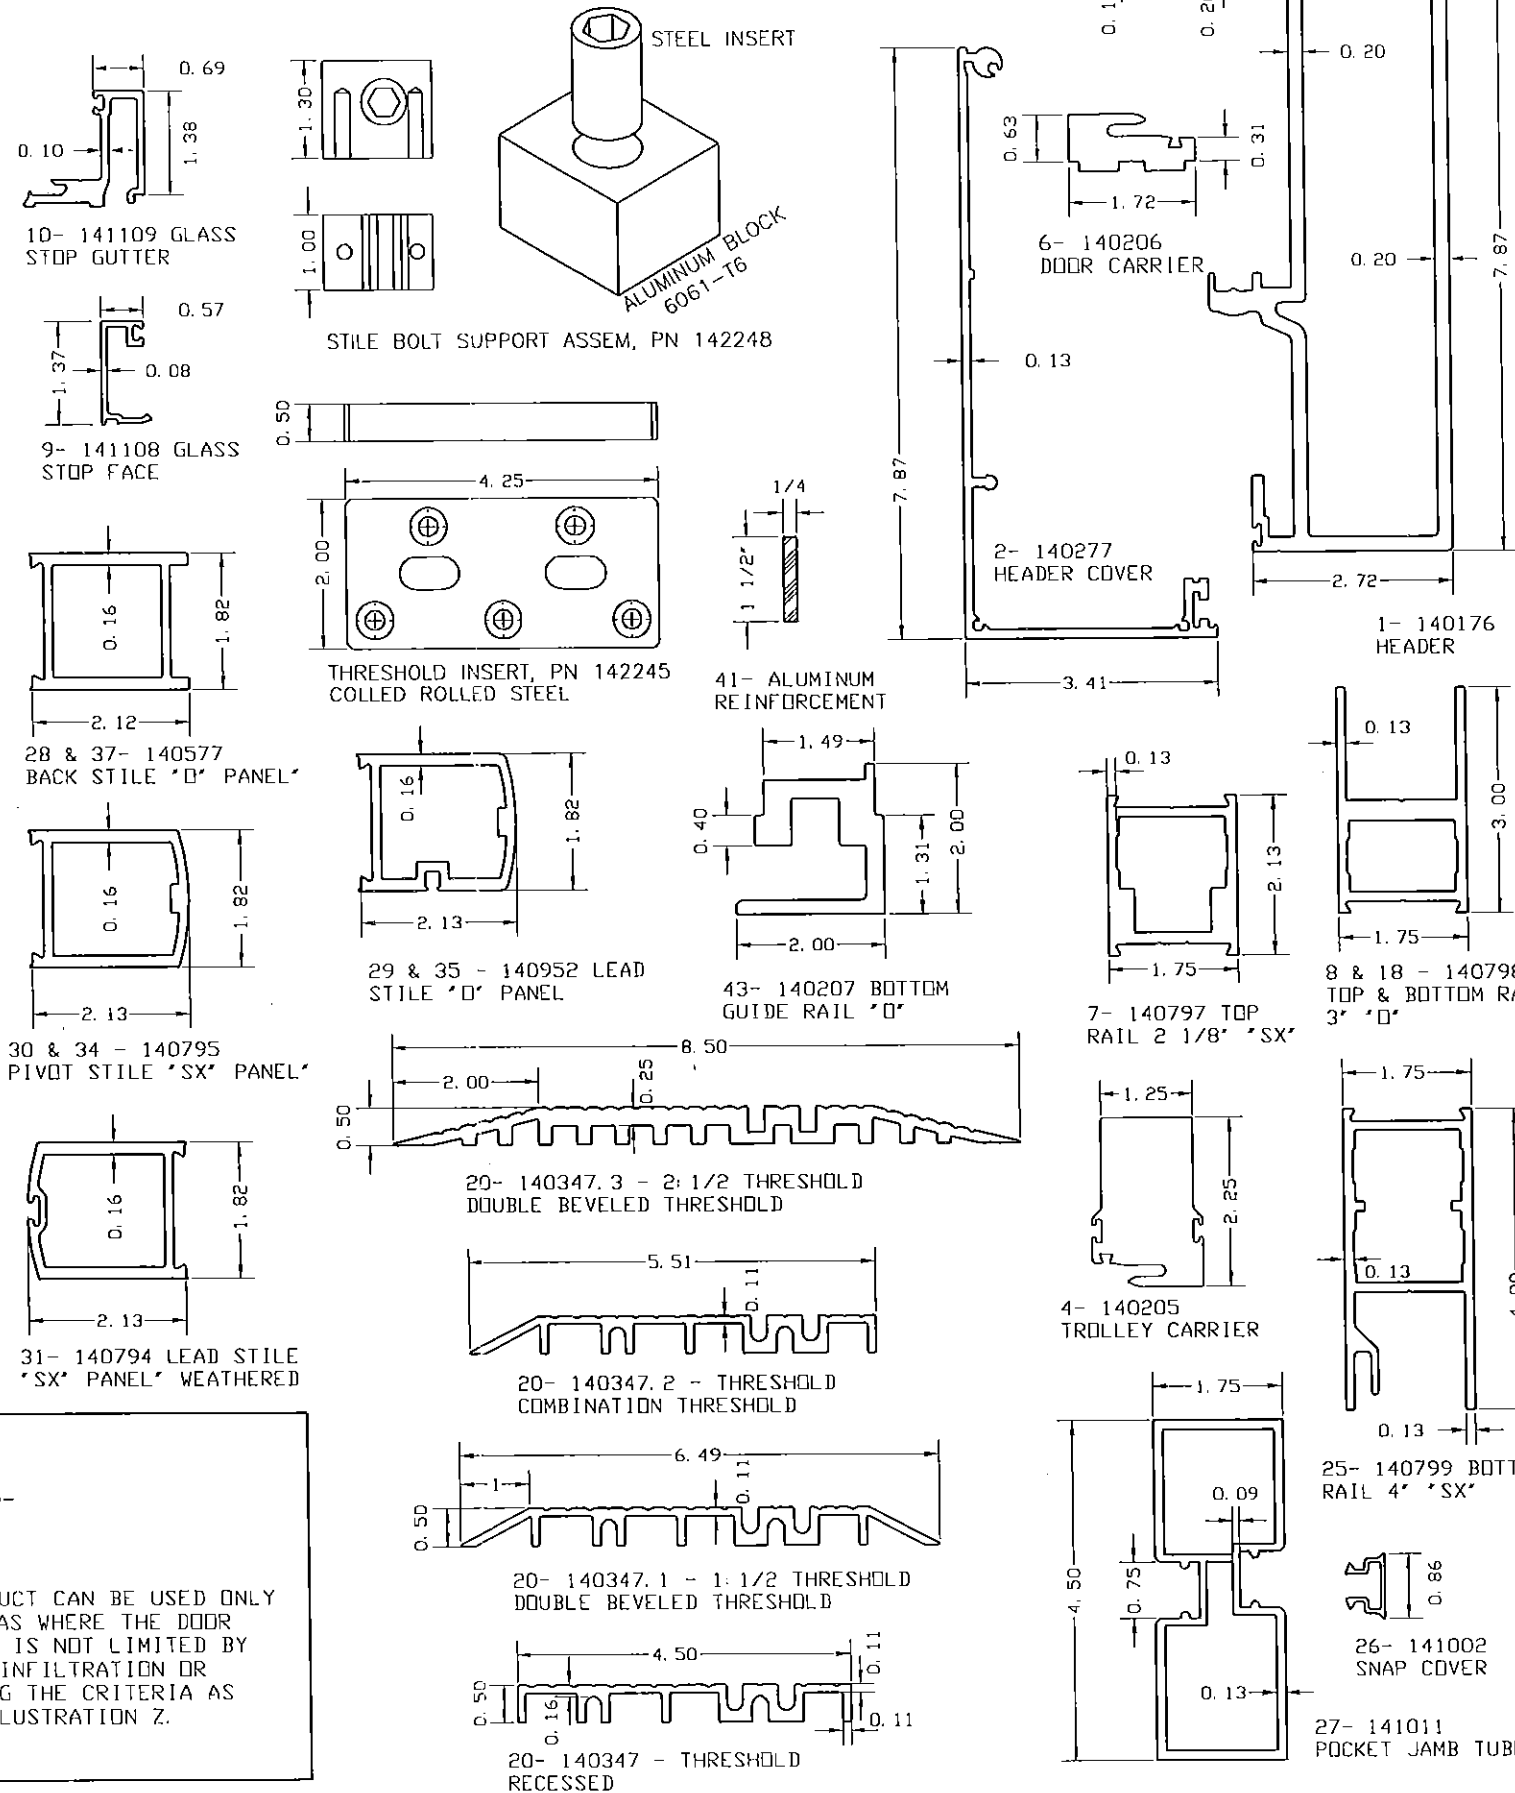 0.69
1.38
0.10
10- 141109 GLASS
STOP GUTTER
0.57
1.37
0.08
9- 141108 GLASS
STOP FACE
1.30
1.00
STEEL INSERT
ALUMINUM BLOCK
6061-T6
STILE BOLT SUPPORT ASSEM, PN 142248
0.50
4.25
2.00
THRESHOLD INSERT, PN 142245
COLLED ROLLED STEEL
1/4
1 1/2"
41- ALUMINUM
REINFORCEMENT
0.63
0.31
1.72
6- 140206
DOOR CARRIER
7.87
0.13
2- 140277
HEADER COVER
3.41
0.20
0.20
7.87
2.72
1- 140176
HEADER
0.16
1.82
2.12
28 & 37- 140577
BACK STILE "O" PANEL"
0.16
1.82
2.13
30 & 34 - 140795
PIVOT STILE "SX" PANEL"
0.16
1.82
2.13
31- 140794 LEAD STILE
"SX" PANEL" WEATHERED
0.16
1.82
2.13
29 & 35 - 140952 LEAD
STILE "O" PANEL
1.49
0.40
1.31
2.00
2.00
43- 140207 BOTTOM
GUIDE RAIL "O"
0.13
2.13
1.75
7- 140797 TOP
RAIL 2 1/8" "SX"
0.13
3.00
1.75
8 & 18 - 140798
TOP & BOTTOM RA
3" "O"
8.50
2.00
0.25
0.50
20- 140347.3 - 2:1/2 THRESHOLD
DOUBLE BEVELED THRESHOLD
5.51
0.11
20- 140347.2 - THRESHOLD
COMBINATION THRESHOLD
6.49
1
0.11
0.50
20- 140347.1 - 1:1/2 THRESHOLD
DOUBLE BEVELED THRESHOLD
4.50
0.11
0.50
0.16
0.11
20- 140347 - THRESHOLD
RECESSED
1.25
2.25
4- 140205
TROLLEY CARRIER
1.75
0.13
0.13
25- 140799 BOTT
RAIL 4" "SX"
1.75
0.09
4.50
0.75
0.13
0.86
26- 141002
SNAP COVER
27- 141011
POCKET JAMB TUB
UCT CAN BE USED ONLY
AS WHERE THE DOOR
IS NOT LIMITED BY
INFILTRATION OR
G THE CRITERIA AS
LUSTRATION Z.